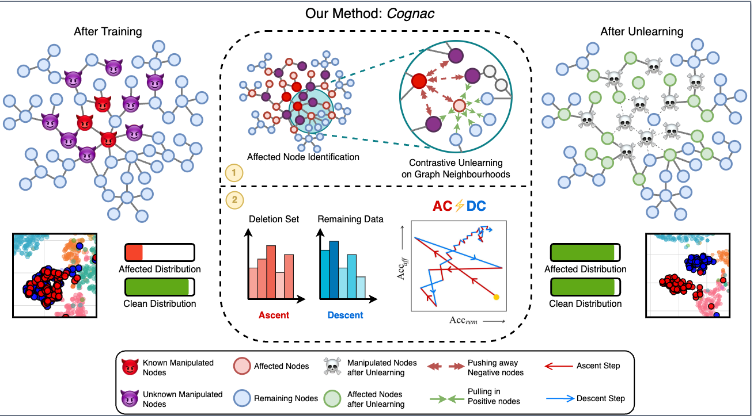 Our Method: Cognac
After Training
After Unlearning
Affected Node Identification
Contrastive Unlearning
on Graph Neighbourhoods
1
2
Deletion Set
Remaining Data
AC⚡DC
Acc_aff
Acc_rem
Ascent
Descent
Affected Distribution
Clean Distribution
Affected Distribution
Clean Distribution
Known Manipulated
Nodes
Affected Nodes
Manipulated Nodes
after Unlearning
Pushing away
Negative nodes
Ascent Step
Unknown Manipulated
Nodes
Remaining Nodes
Affected Nodes
after Unlearning
Pulling in
Positive nodes
Descent Step